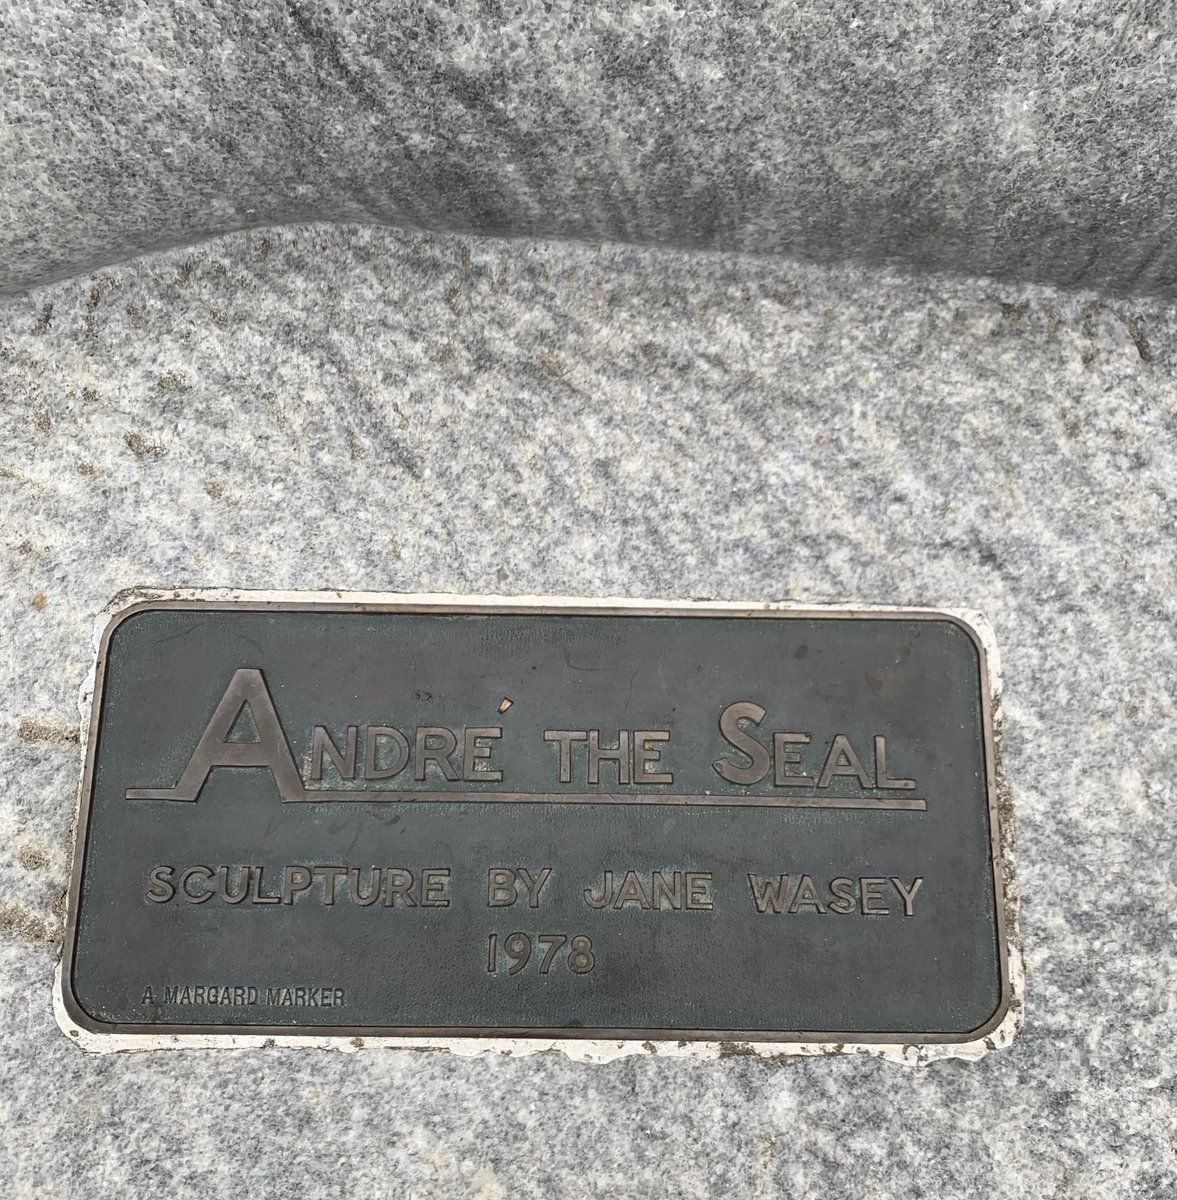 ANDRÉ THE SEAL
SCULPTURE BY JANE WASEY
1978
A MARGARD MARKER